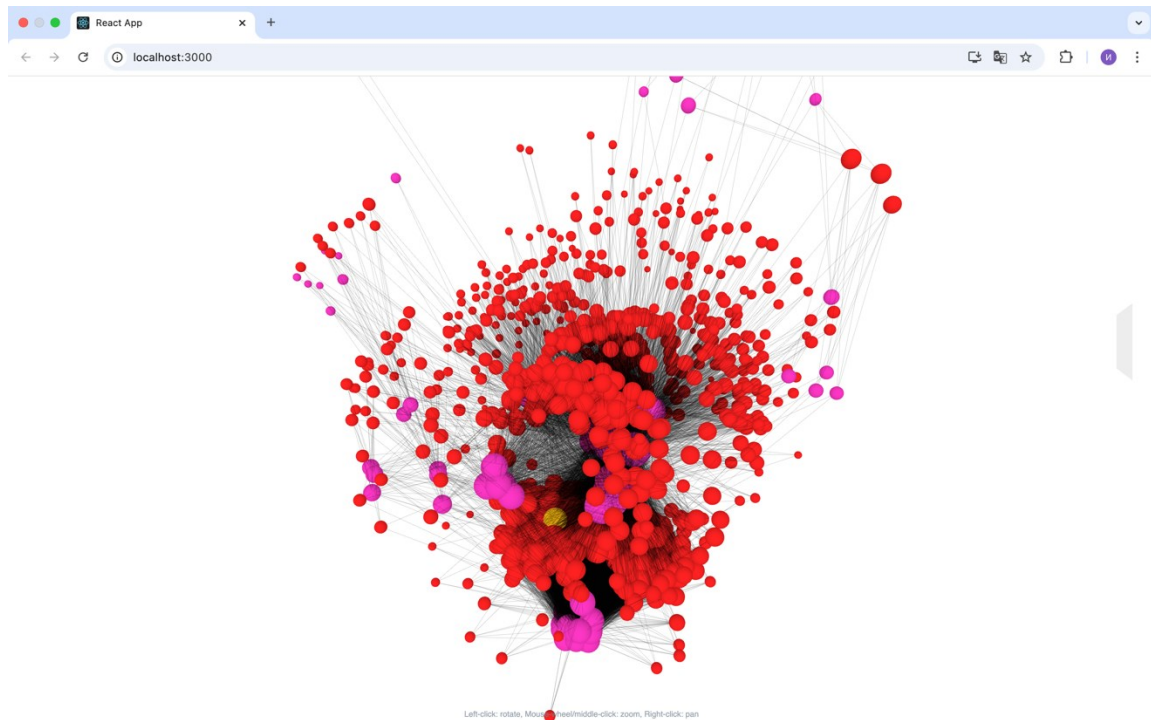 React App
localhost:3000
И
Left-click: rotate, Mouse-wheel/middle-click: zoom, Right-click: pan